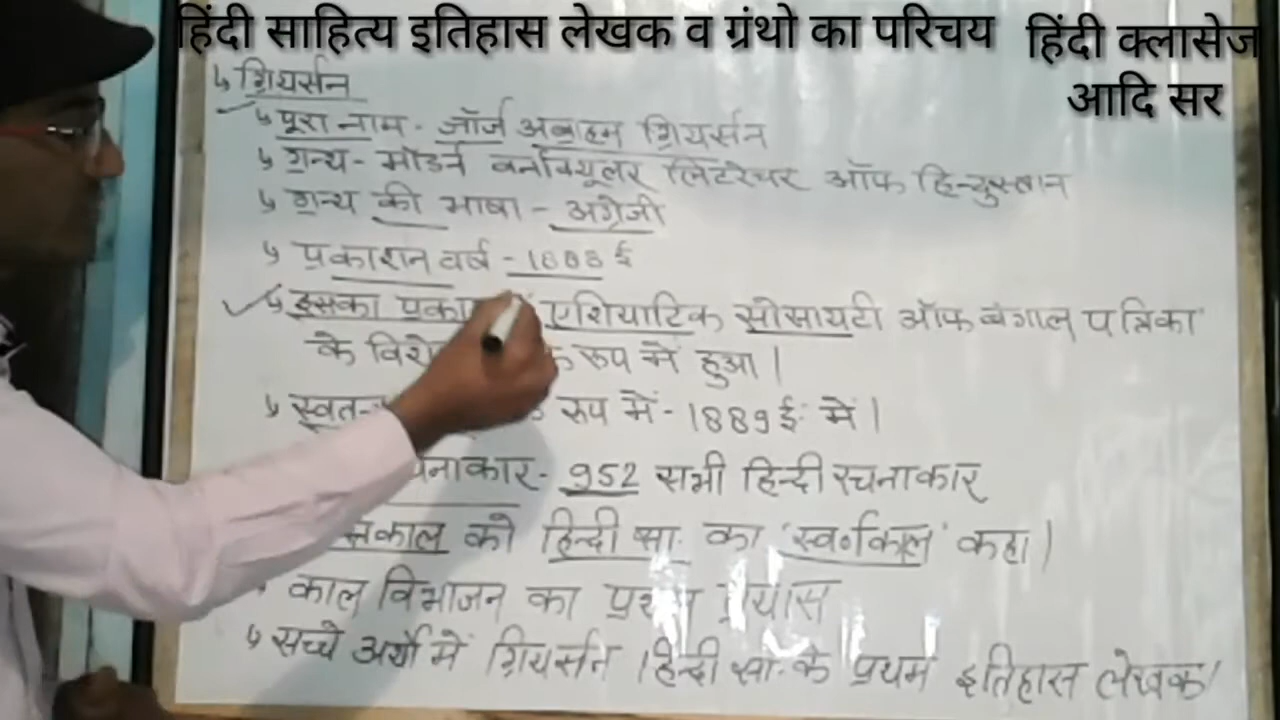 हिंदी साहित्य इतिहास लेखक व ग्रंथो का परिचय
हिंदी क्लासेज
आदि सर
↳ ग्रियर्सन
↳ पूरा नाम - जॉर्ज अब्राहम ग्रियर्सन
↳ ग्रन्थ - मॉडर्न वर्नाक्यूलर लिटरेचर ऑफ हिन्दुस्तान
↳ ग्रन्थ की भाषा - अंग्रेजी
↳ प्रकाशन वर्ष - 1888 ई
↳ इसका एशियाटिक सोसायटी ऑफ बंगाल पत्रिका
के रूप में हुआ।
↳ रूप में - 1889 ई. में।
952 सभी हिन्दी रचनाकार
को हिन्दी सा. का 'स्वर्णकाल' कहा।
काल विभाजन का प्रथम प्रयास
↳ सच्चे अर्थो में ग्रियर्सन हिन्दी सा. के प्रथम इतिहास लेखक।